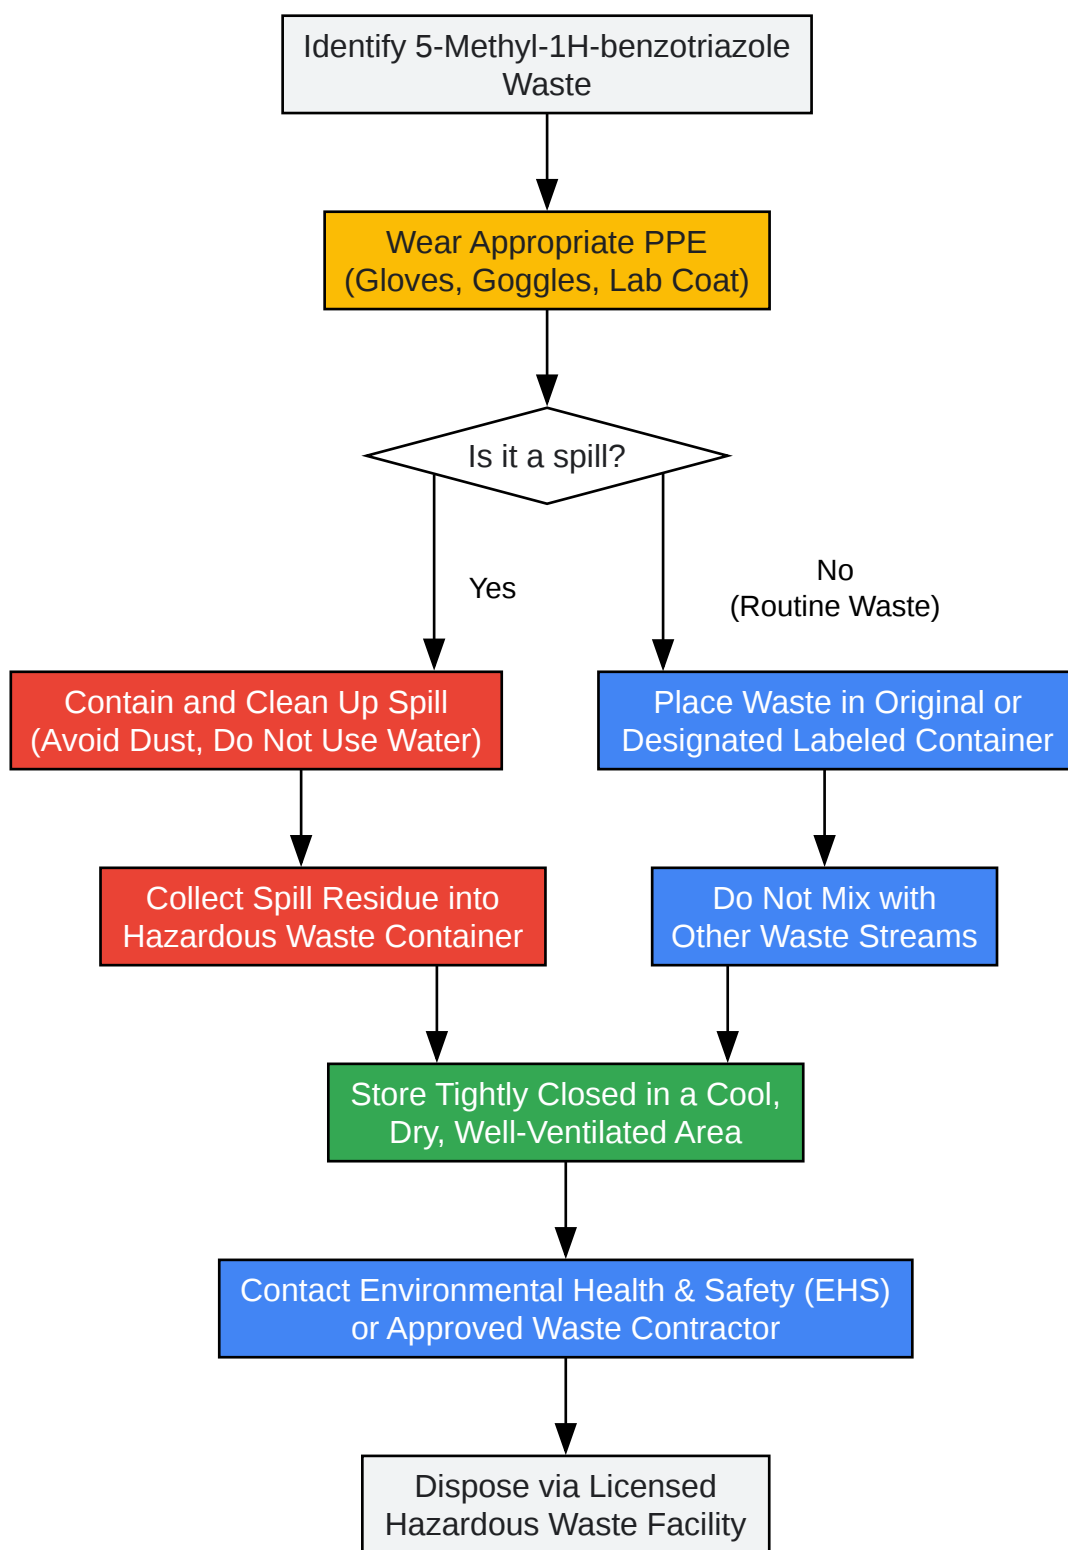 Identify 5-Methyl-1H-benzotriazole
Waste
Wear Appropriate PPE
(Gloves, Goggles, Lab Coat)
Is it a spill?
Yes
No
(Routine Waste)
Contain and Clean Up Spill
(Avoid Dust, Do Not Use Water)
Place Waste in Original or
Designated Labeled Container
Collect Spill Residue into
Hazardous Waste Container
Do Not Mix with
Other Waste Streams
Store Tightly Closed in a Cool,
Dry, Well-Ventilated Area
Contact Environmental Health & Safety (EHS)
or Approved Waste Contractor
Dispose via Licensed
Hazardous Waste Facility